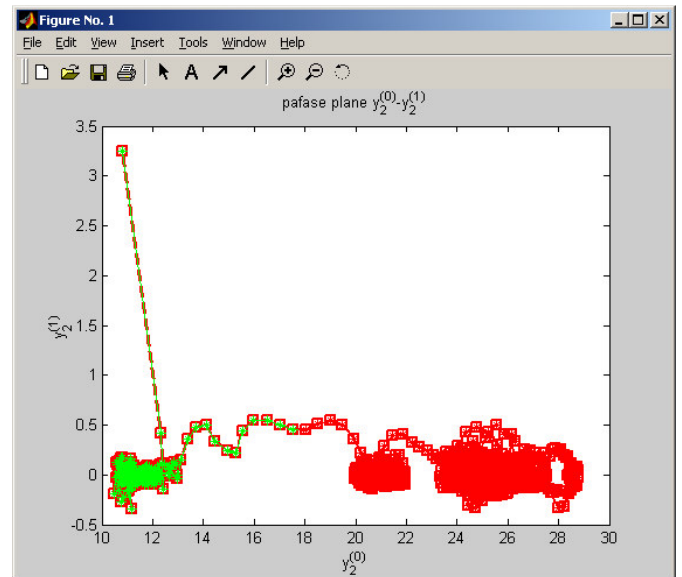 Figure No. 1
File Edit View Insert Tools Window Help
A
pafase plane y₂⁽⁰⁾-y₂⁽¹⁾
3.5
3
2.5
2
1.5
1
0.5
0
-0.5
y₂⁽¹⁾
10 12 14 16 18 20 22 24 26 28 30
y₂⁽⁰⁾